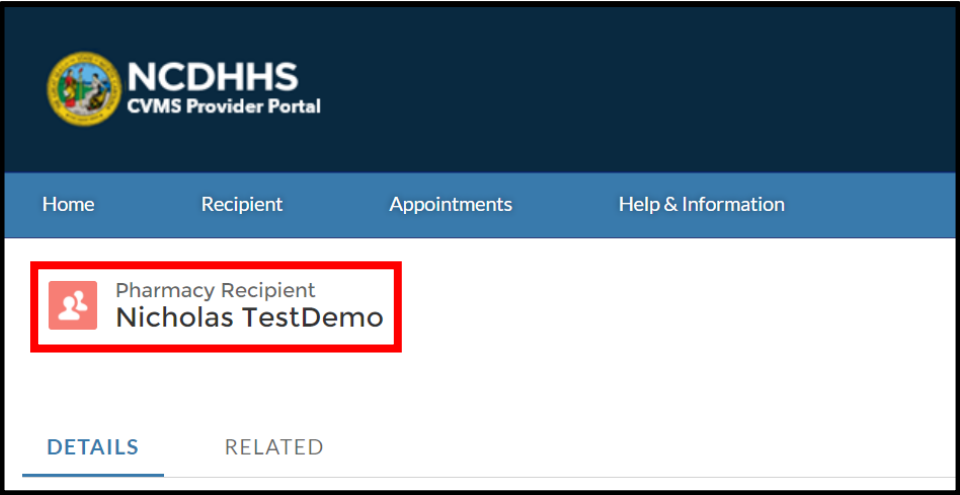 NCDHHS
CVMS Provider Portal
Home Recipient Appointments Help & Information
Pharmacy Recipient
Nicholas TestDemo
DETAILS RELATED